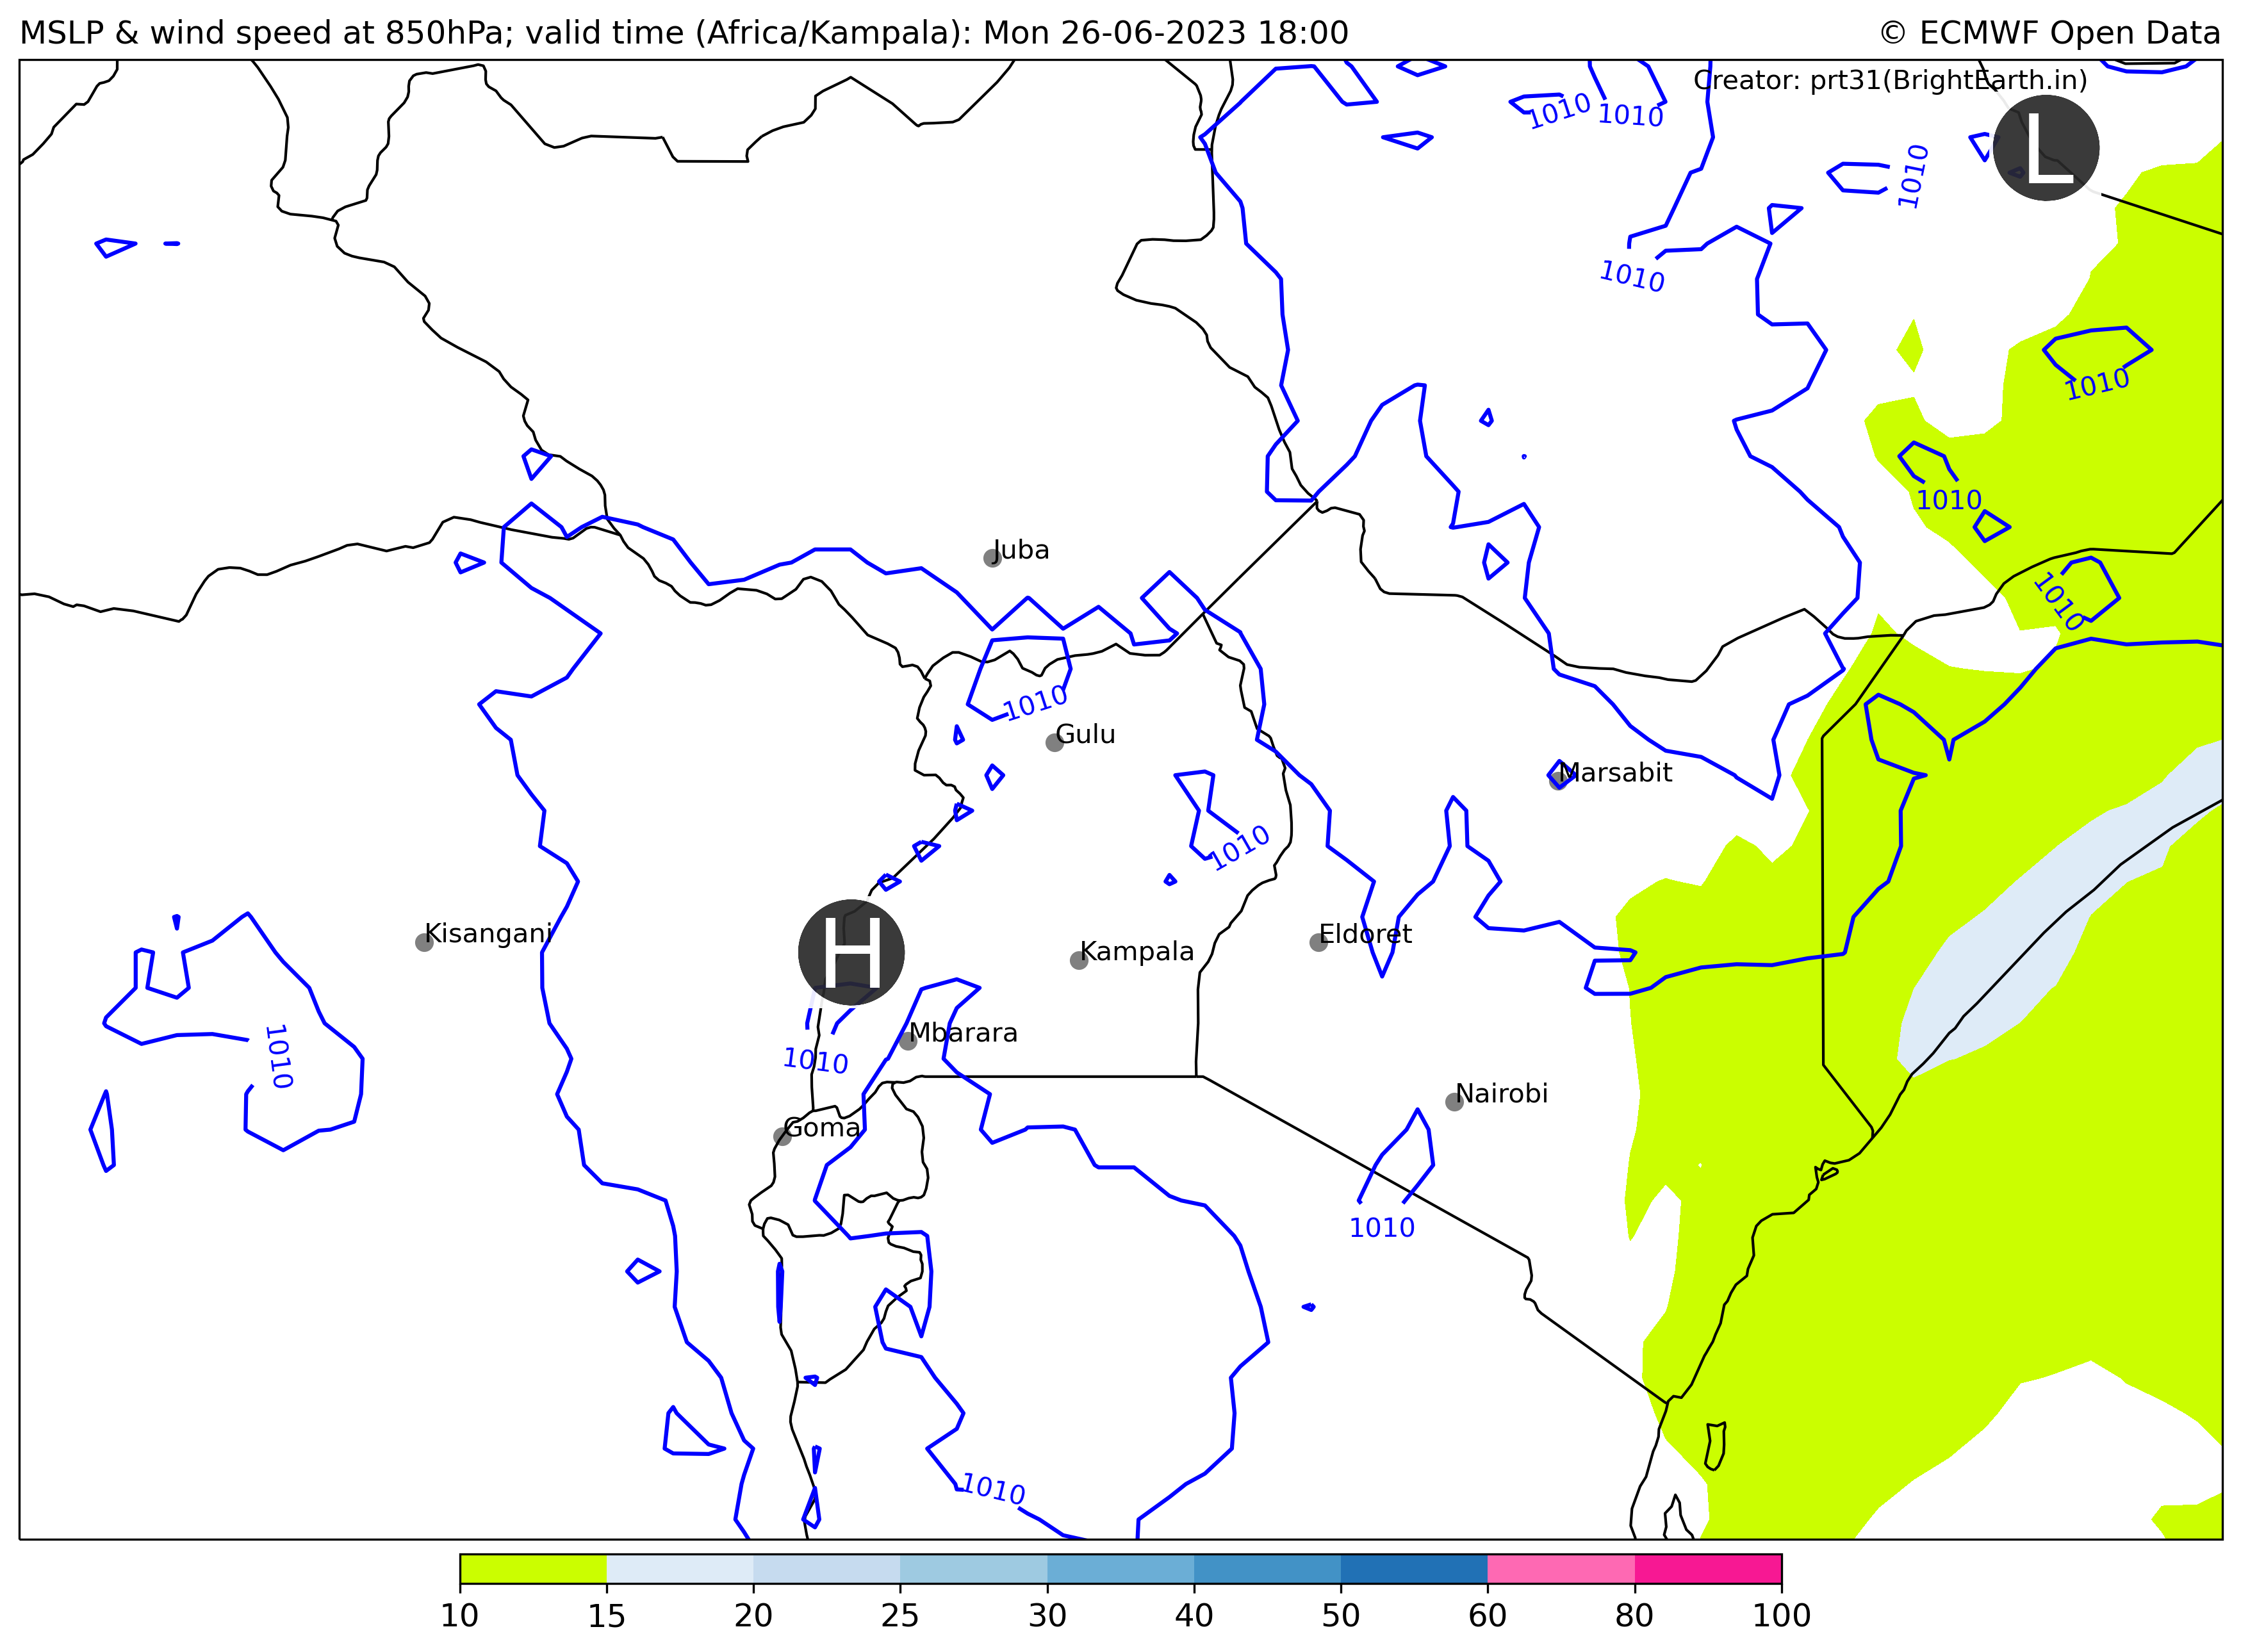 MSLP & wind speed at 850hPa; valid time (Africa/Kampala): Mon 26-06-2023 18:00
© ECMWF Open Data
Creator: prt31(BrightEarth.in)
1010
1010
L
1010
1010
1010
1010
Juba
1010
1010
Gulu
Marsabit
1010
Kisangani
H
Kampala
Eldoret
Mbarara
1010
1010
Nairobi
Goma
1010
1010
10
15
20
25
30
40
50
60
80
100